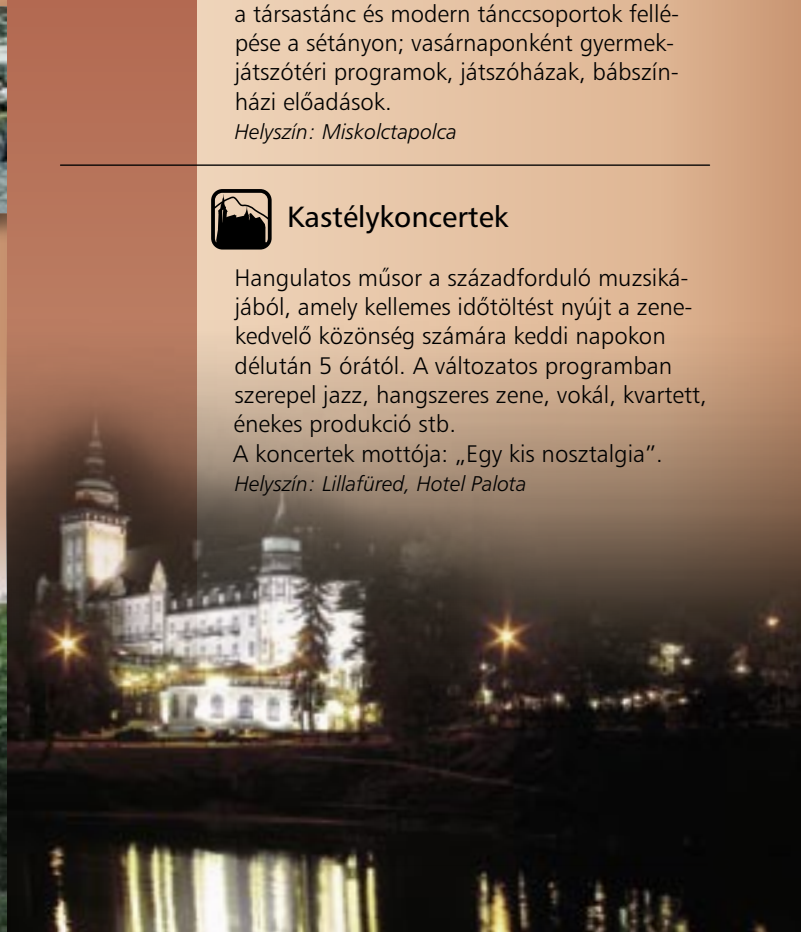 a társastánc és modern tánccsoportok fellé-
pése a sétányon; vasárnaponként gyermek-
játszótéri programok, játszóházak, bábszín-
házi előadások.
Helyszín: Miskolctapolca
Kastélykoncertek
Hangulatos műsor a századforduló muzsiká-
jából, amely kellemes időtöltést nyújt a zene-
kedvelő közönség számára keddi napokon
délután 5 órától. A változatos programban
szerepel jazz, hangszeres zene, vokál, kvartett,
énekes produkció stb.
A koncertek mottója: „Egy kis nosztalgia”.
Helyszín: Lillafüred, Hotel Palota